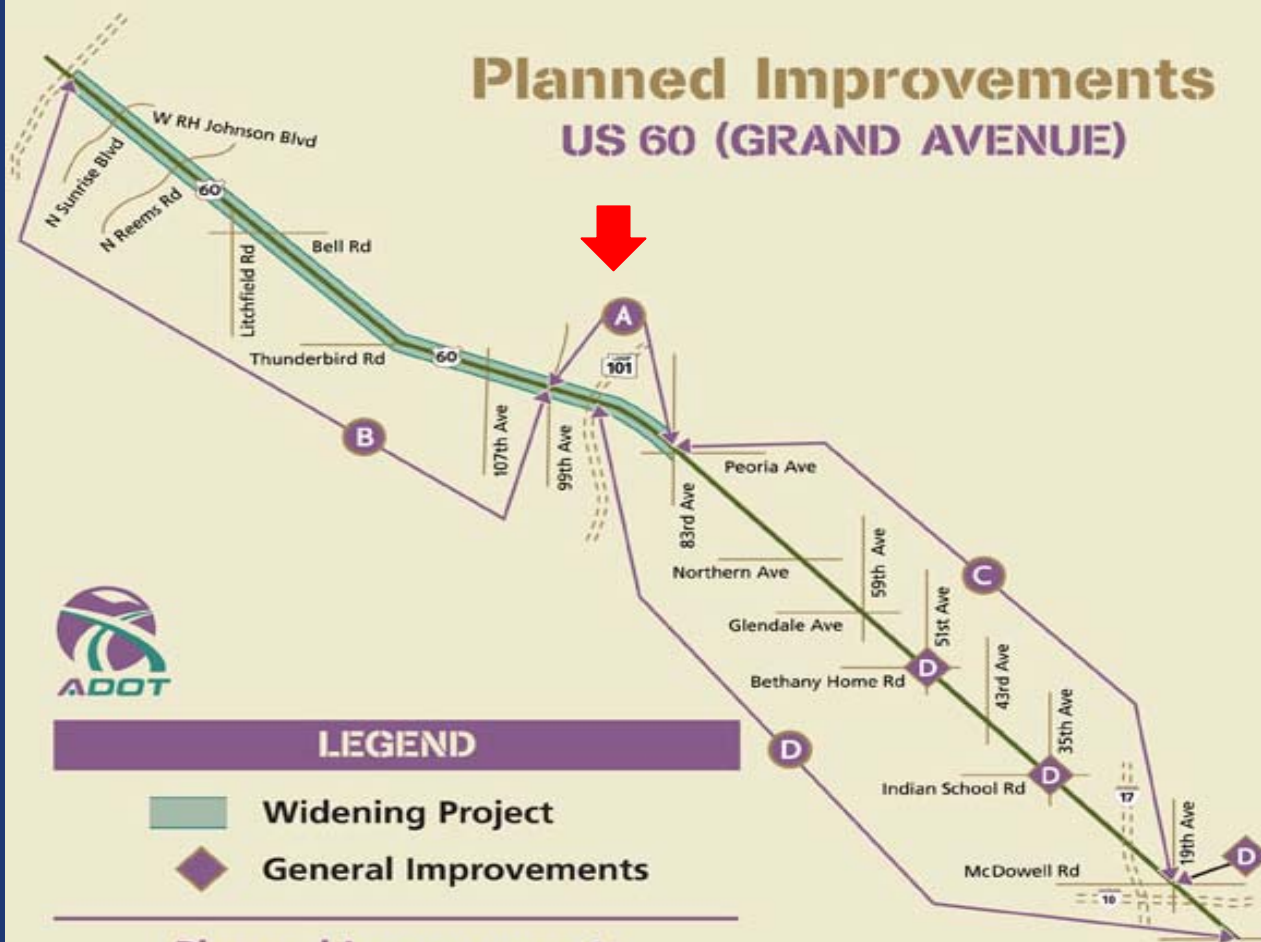 Planned Improvements
US 60 (GRAND AVENUE)
W RH Johnson Blvd
N Sunrise Blvd
N Reems Rd
60
Bell Rd
Litchfield Rd
A
Thunderbird Rd
60
101
107th Ave
99th Ave
B
Peoria Ave
83rd Ave
Northern Ave
59th Ave
C
Glendale Ave
51st Ave
Bethany Home Rd
D
43rd Ave
35th Ave
D
Indian School Rd
D
17
19th Ave
D
McDowell Rd
10
ADOT
LEGEND
Widening Project
General Improvements